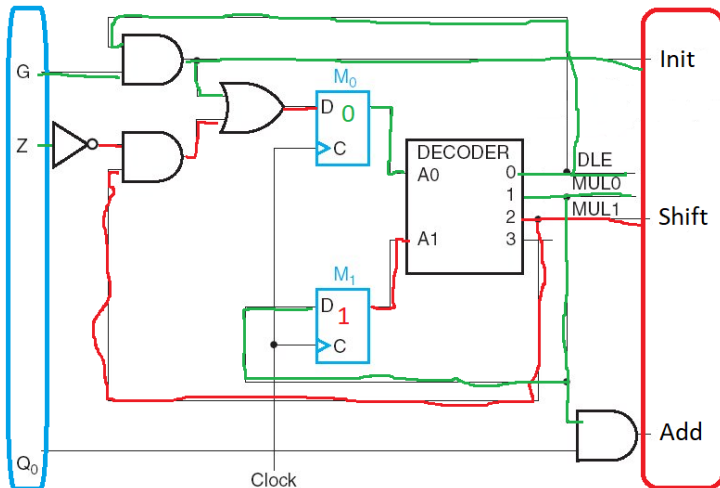 G
Init
M₀
D 0
C
Z
DECODER
A0
0 DLE
1 MUL0
2 MUL1
3
Shift
A1
M₁
D 1
C
Add
Q₀
Clock